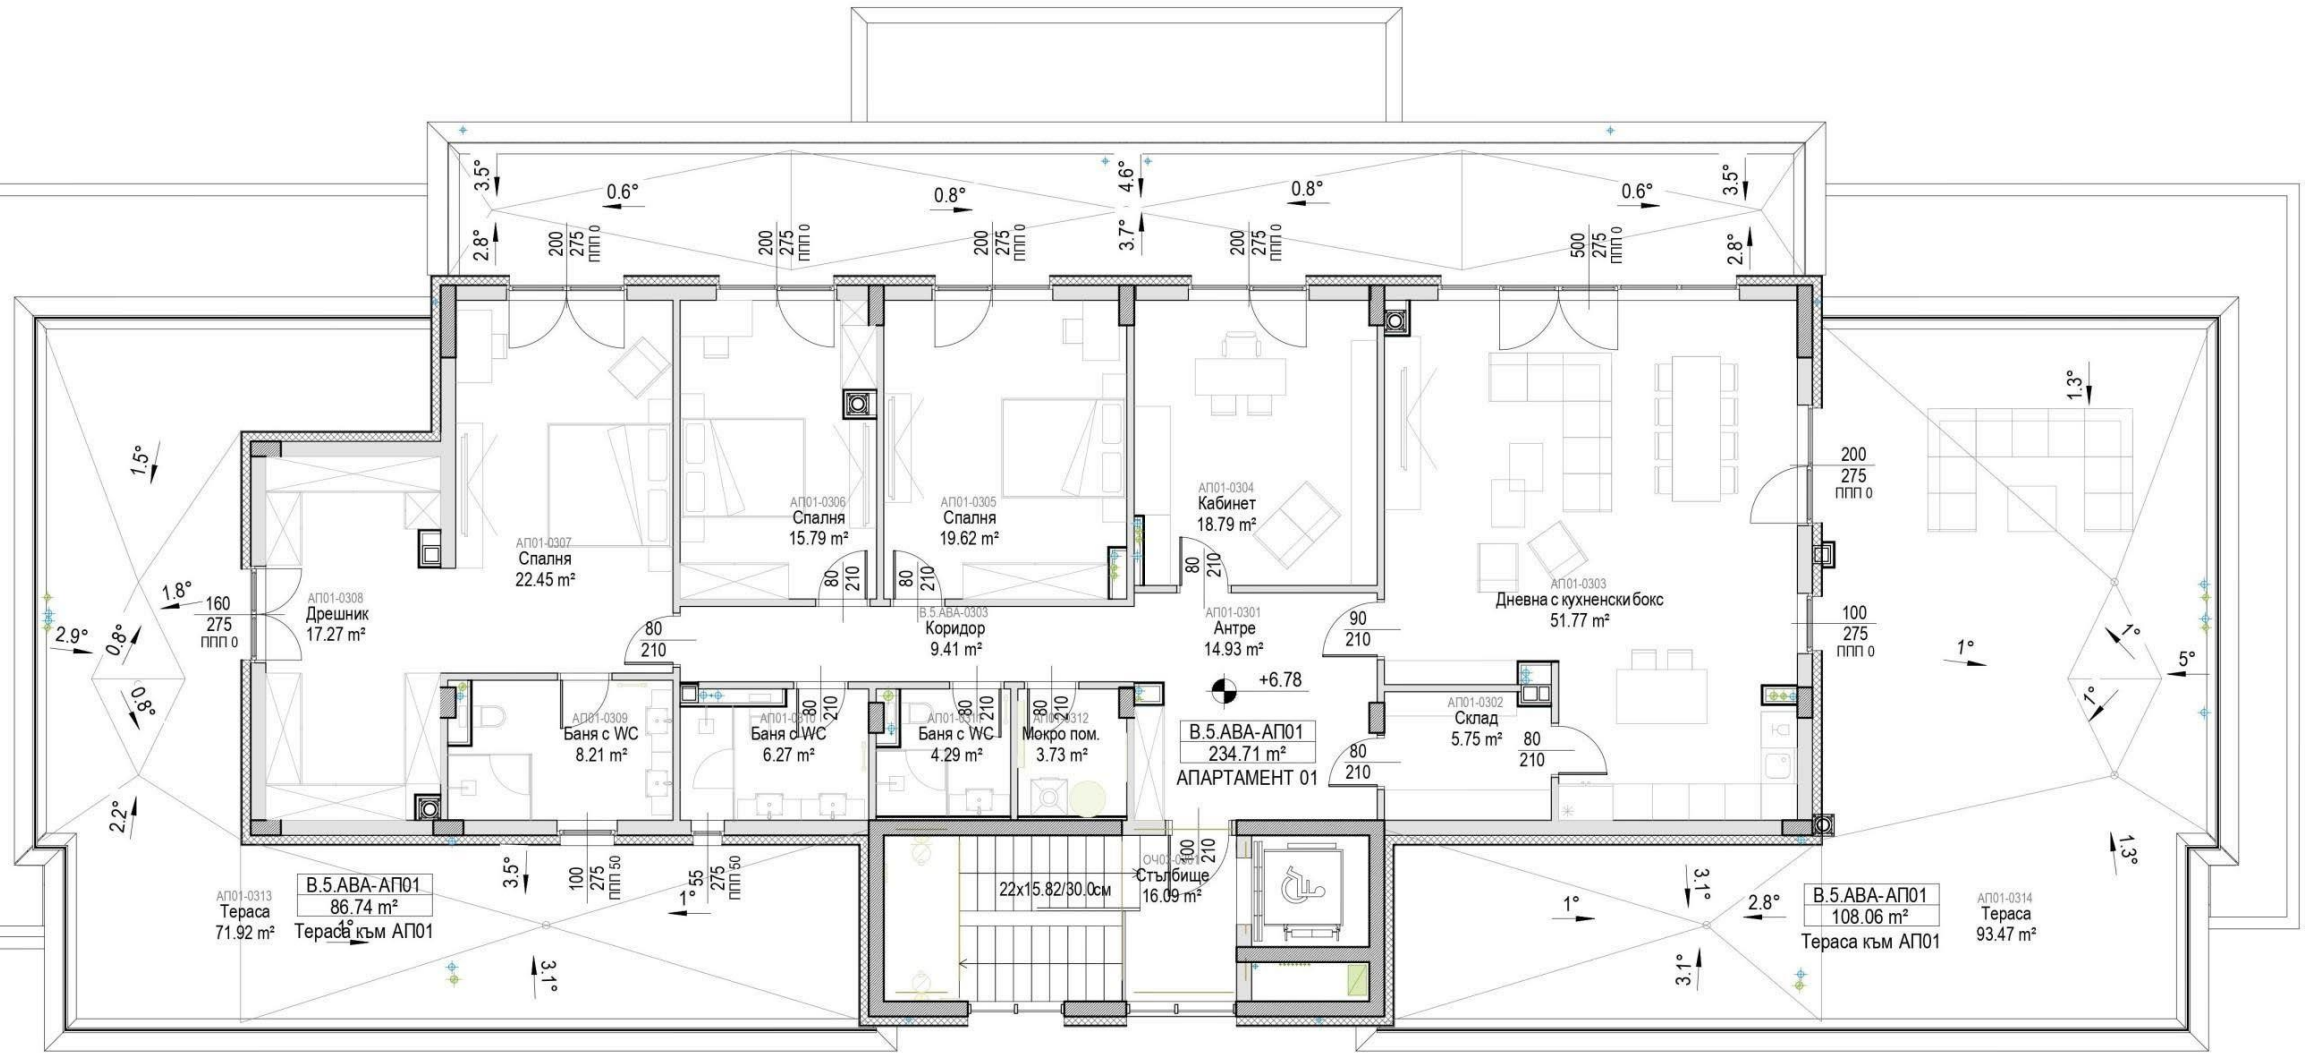 3.5°
0.6°
0.8°
4.6°
0.8°
0.6°
3.5°
2.8°
200
275
ППП 0
200
275
ППП 0
200
275
ППП 0
3.7°
200
275
ППП 0
500
275
ППП 0
2.8°
1.5°
1.8°
2.9°
0.8°
0.8°
2.2°
160
275
ППП 0
АП01-0308
Дрешник
17.27 m²
АП01-0307
Спалня
22.45 m²
АП01-0306
Спалня
15.79 m²
80
210
АП01-0305
Спалня
19.62 m²
80
210
АП01-0304
Кабинет
18.79 m²
80
210
АП01-0303
Дневна с кухненски бокс
51.77 m²
200
275
ППП 0
100
275
ППП 0
1.3°
1°
1°
1°
5°
1.3°
80
210
В.5.АВА-0303
Коридор
9.41 m²
АП01-0301
Антре
14.93 m²
90
210
+6.78
АП01-0309
Баня с WC
8.21 m²
АП01-0310
Баня с WC
6.27 m²
80
210
Баня с WC
4.29 m²
80
210
АП01-0312
Мокро пом.
3.73 m²
80
210
В.5.АВА-АП01
234.71 m²
АПАРТАМЕНТ 01
80
210
АП01-0302
Склад
5.75 m²
80
210
АП01-0313
Тераса
71.92 m²
В.5.АВА-АП01
86.74 m²
Тераса към АП01
1°
3.5°
100
275
ППП 50
1°
55
275
ППП 50
3.1°
22x15.82/30.0см
100
210
Стълбище
16.09 m²
1°
3.1°
2.8°
3.1°
В.5.АВА-АП01
108.06 m²
Тераса към АП01
АП01-0314
Тераса
93.47 m²